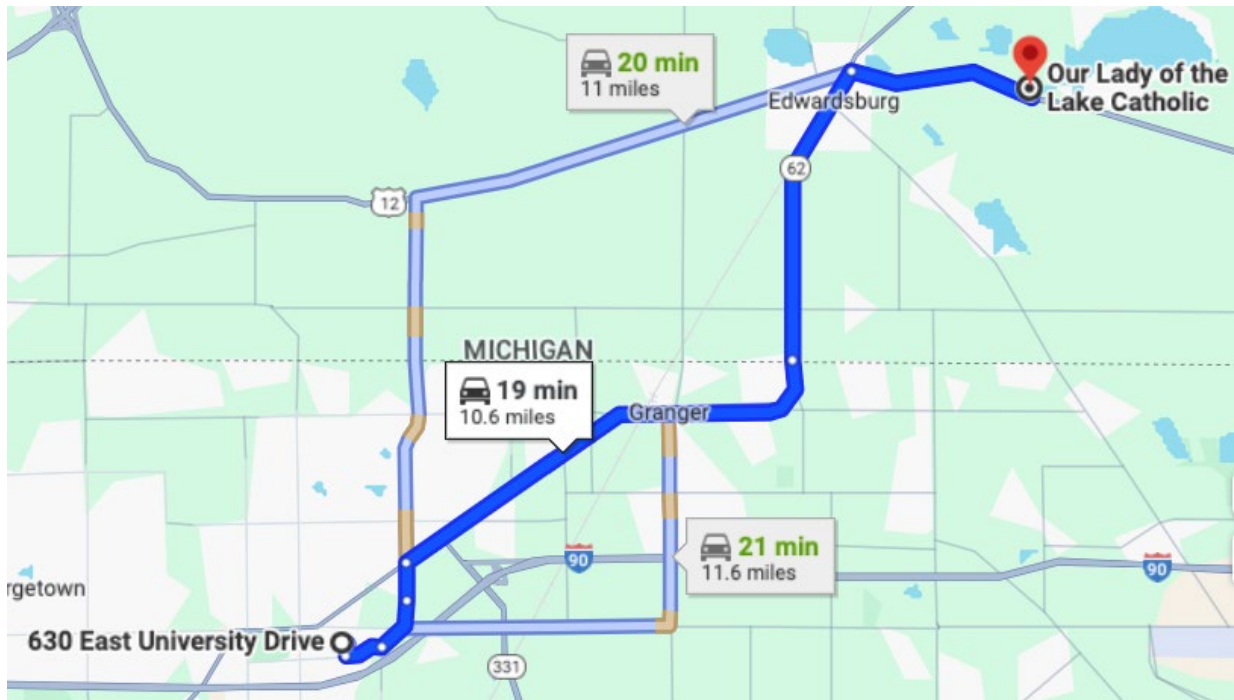 20 min
11 miles
Edwardsburg
Our Lady of the
Lake Catholic
62
12
MICHIGAN
19 min
10.6 miles
Granger
21 min
11.6 miles
90
90
rgetown
630 East University Drive
331